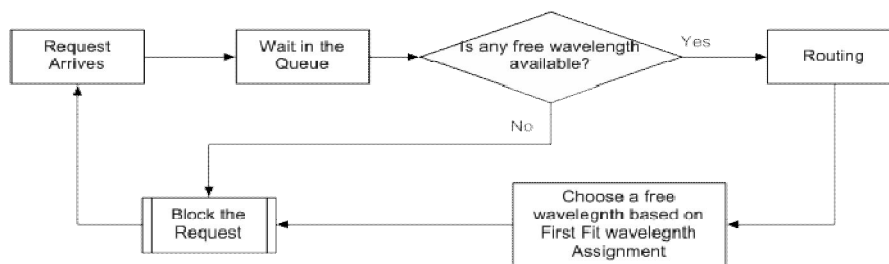 Request
Arrives
Wait in the
Queue
Is any free wavelength
available?
Yes
Routing
No
Block the
Request
Choose a free
wavelegnth based on
First Fit wavelegnth
Assignment